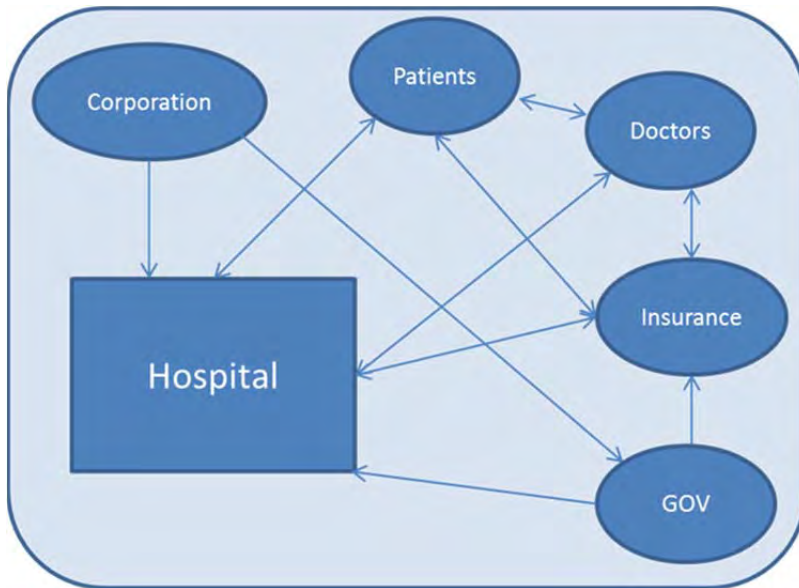 Corporation
Patients
Doctors
Insurance
Hospital
GOV